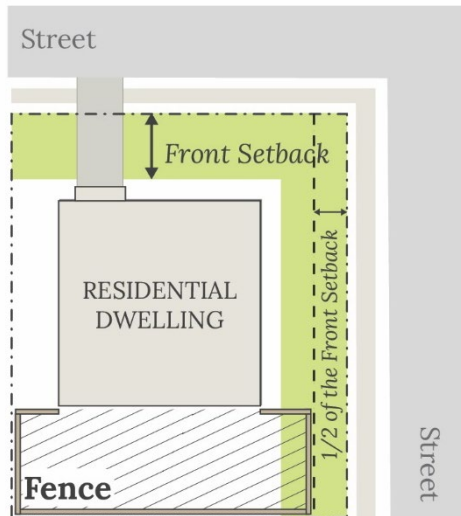 Street
Front Setback
RESIDENTIAL
DWELLING
1/2 of the Front Setback
Street
Fence